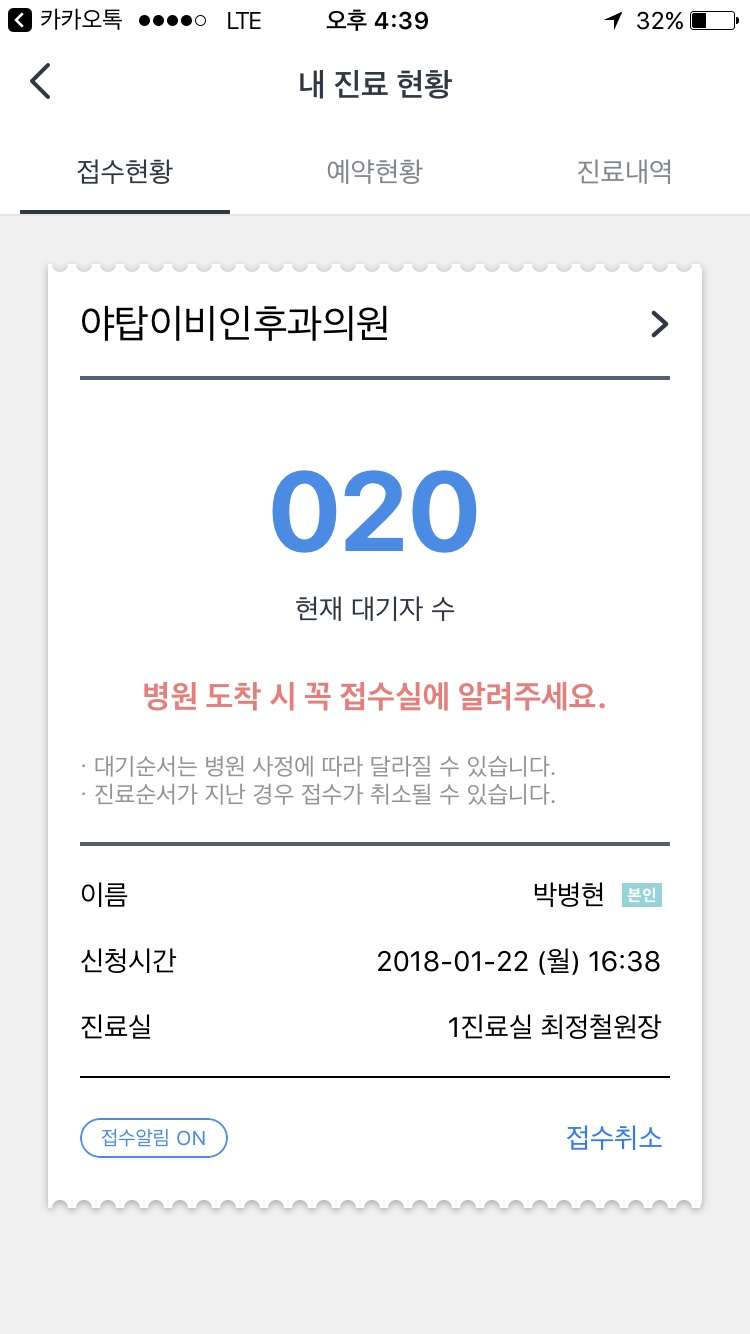 카카오톡 LTE 오후 4:39 32%
내 진료 현황
접수현황 예약현황 진료내역
야탑이비인후과의원
020
현재 대기자 수
병원 도착 시 꼭 접수실에 알려주세요.
· 대기순서는 병원 사정에 따라 달라질 수 있습니다.
· 진료순서가 지난 경우 접수가 취소될 수 있습니다.
이름 박병현 본인
신청시간 2018-01-22 (월) 16:38
진료실 1진료실 최정철원장
접수알림 ON 접수취소